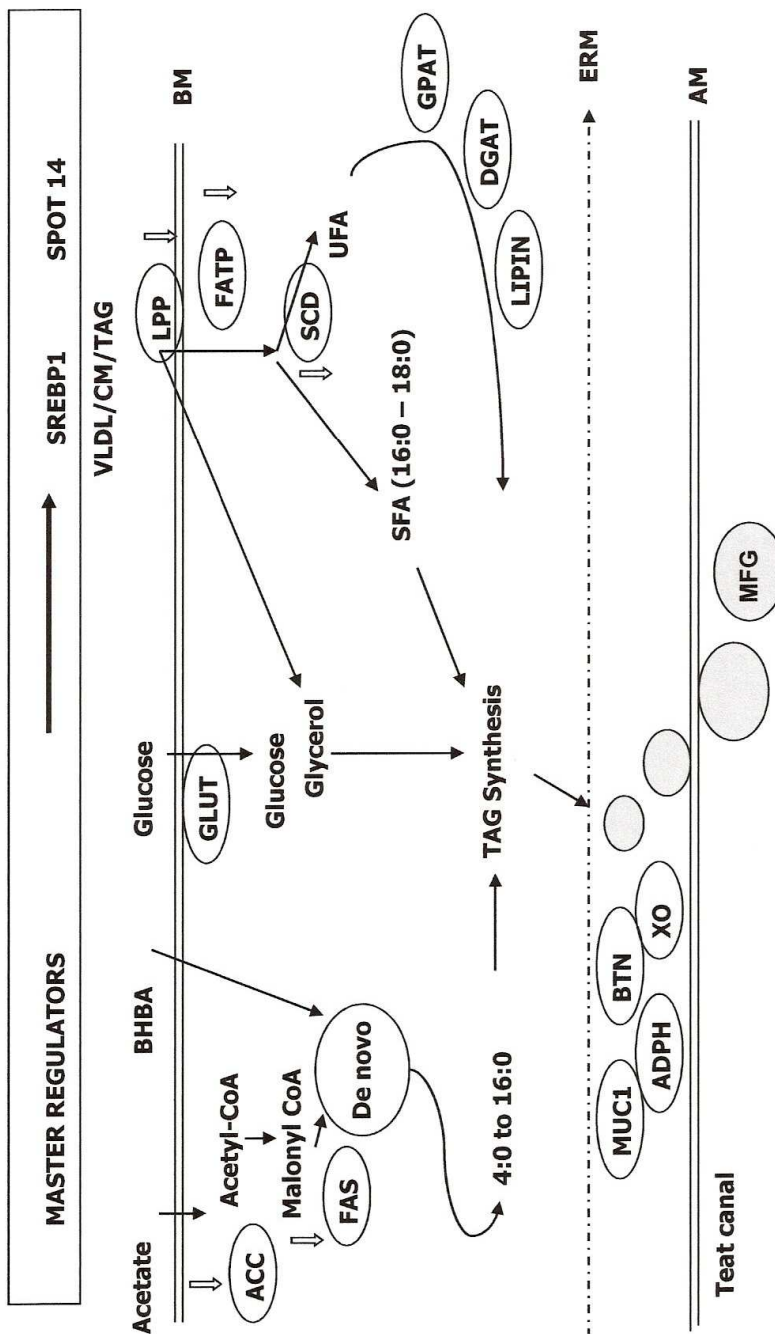 MASTER REGULATORS SREBP1 SPOT 14
VLDL/CM/TAG
Acetate BHBA Glucose
BM
LPP
GLUT
FATP
ACC
Acetyl-CoA
Glucose
Malonyl CoA
Glycerol
SCD
UFA
FAS
De novo
SFA (16:0 – 18:0)
GPAT
DGAT
LIPIN
4:0 to 16:0
TAG Synthesis
ERM
MUC1
BTN
ADPH
XO
AM
Teat canal
MFG